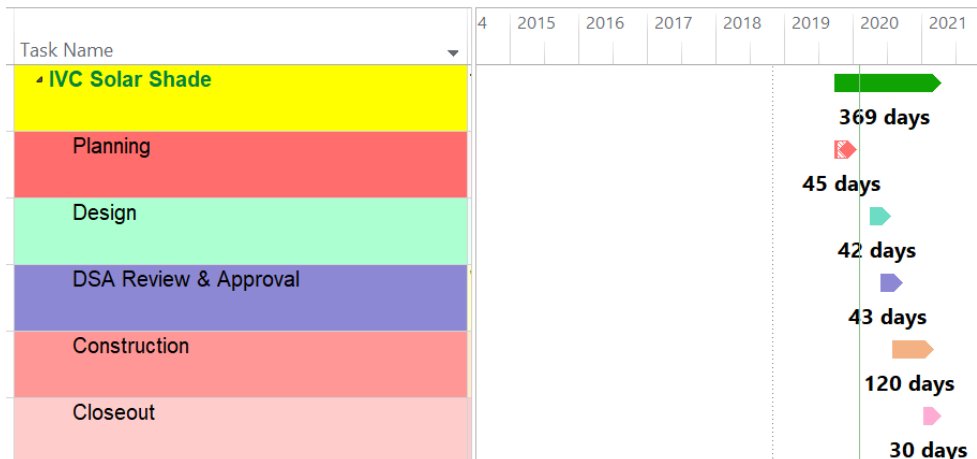 4 2015 2016 2017 2018 2019 2020 2021
Task Name
IVC Solar Shade
369 days
Planning
45 days
Design
42 days
DSA Review & Approval
43 days
Construction
120 days
Closeout
30 days